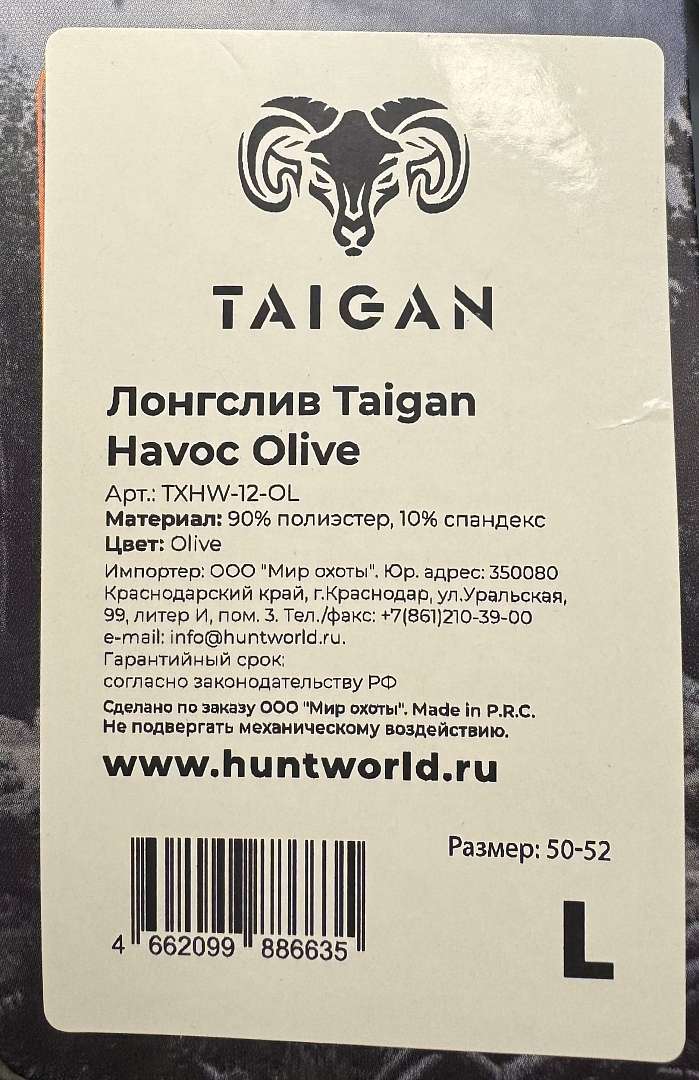 TAIGAN
Лонгслив Taigan
Havoc Olive
Арт.: TXHW-12-OL
Материал: 90% полиэстер, 10% спандекс
Цвет: Olive
Импортер: ООО "Мир охоты". Юр. адрес: 350080
Краснодарский край, г.Краснодар, ул.Уральская,
99, литер И, пом. 3. Тел./факс: +7(861)210-39-00
e-mail: info@huntworld.ru.
Гарантийный срок:
согласно законодательству РФ
Сделано по заказу ООО "Мир охоты". Made in P.R.C.
Не подвергать механическому воздействию.
www.huntworld.ru
Размер: 50-52
L
4 662099 886635